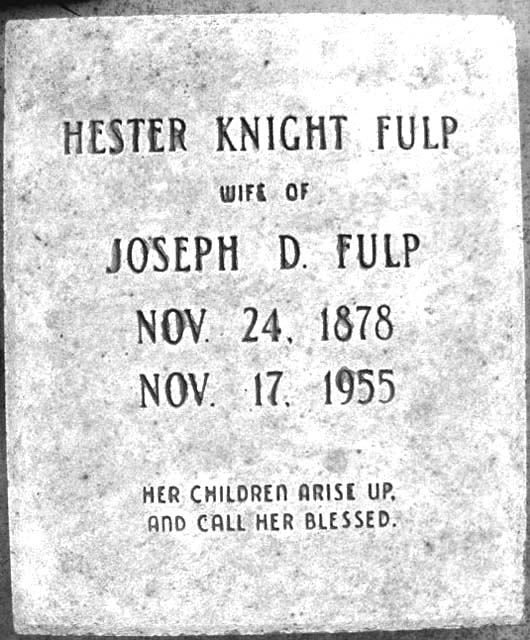 HESTER KNIGHT FULP
WIFE OF
JOSEPH D. FULP
NOV. 24, 1878
NOV. 17, 1955
HER CHILDREN ARISE UP,
AND CALL HER BLESSED.